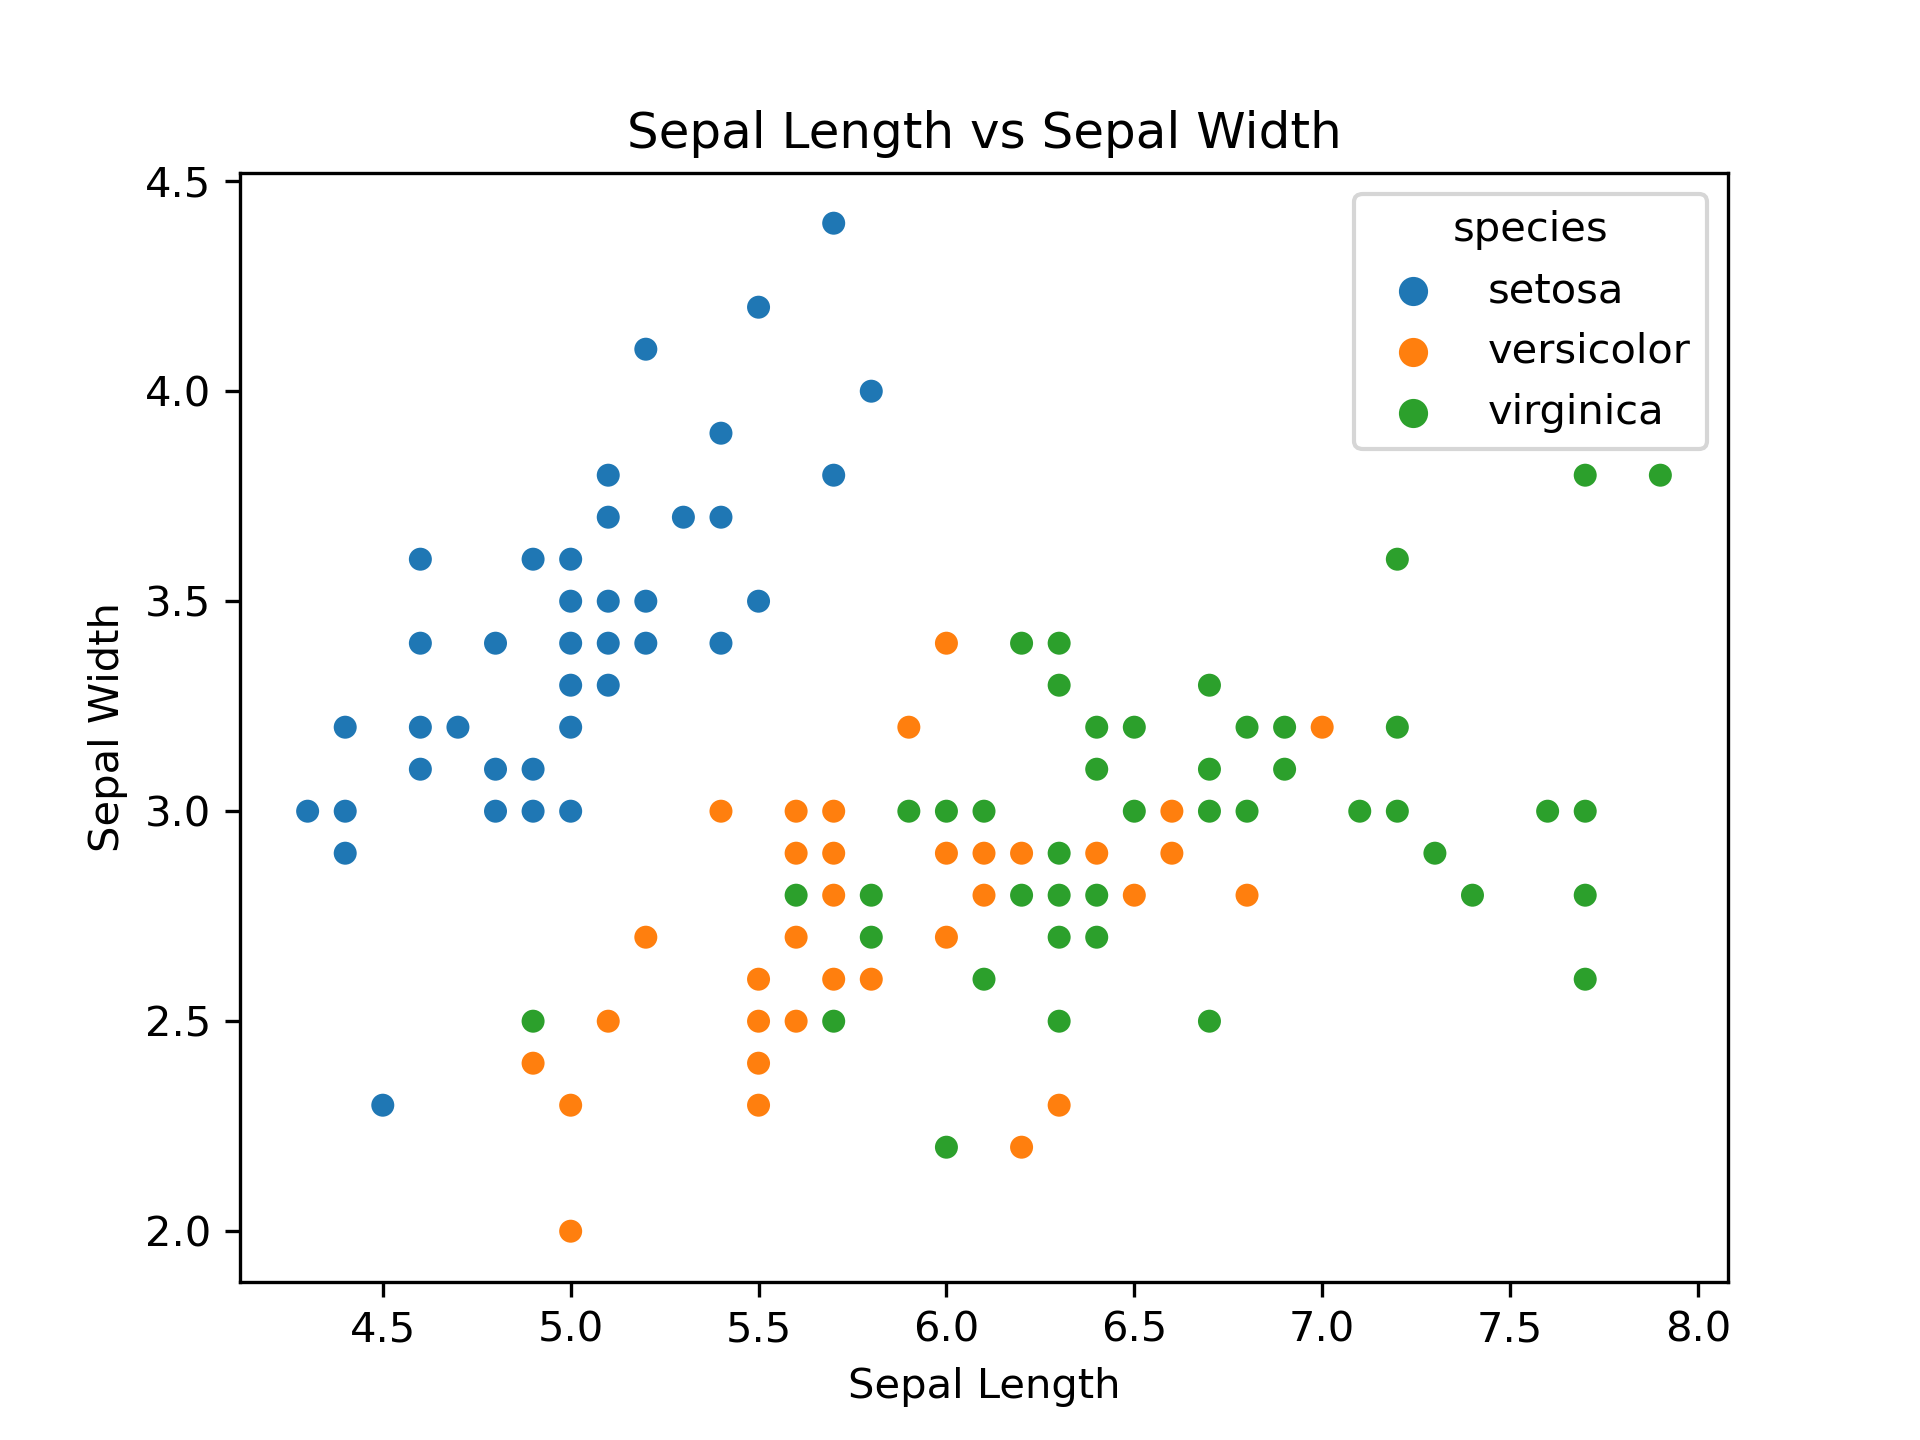 Sepal Length vs Sepal Width
species
setosa
versicolor
virginica
4.5
4.0
3.5
3.0
2.5
2.0
Sepal Width
4.5 5.0 5.5 6.0 6.5 7.0 7.5 8.0
Sepal Length